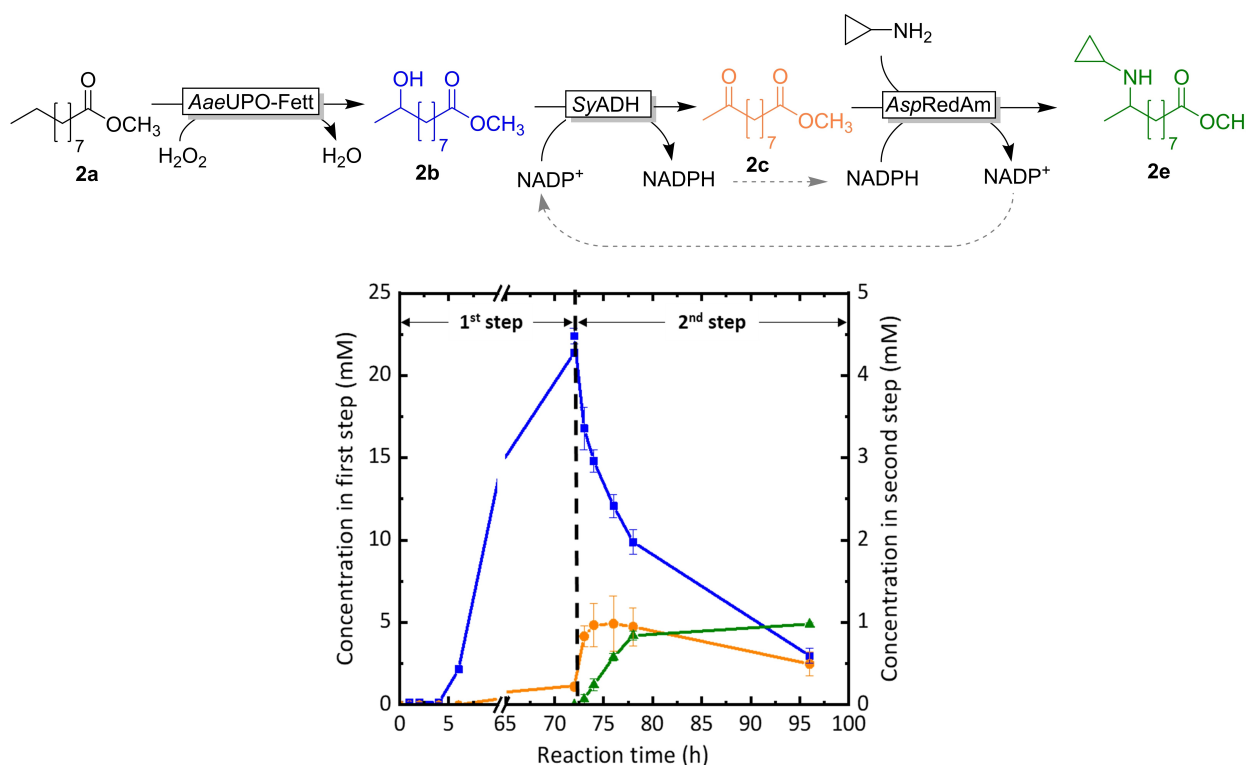 NH2
O
OCH3
7
2a
AaeUPO-Fett
H2O2
H2O
OH
O
OCH3
7
2b
SyADH
NADP+
NADPH
O
O
OCH3
7
2c
AspRedAm
NADPH
NADP+
NH
O
OCH
7
2e
Concentration in first step (mM)
25
20
15
10
5
0
1st step
2nd step
5
4
3
2
1
0
Concentration in second step (mM)
0 5 65 70 75 80 85 90 95 100
Reaction time (h)